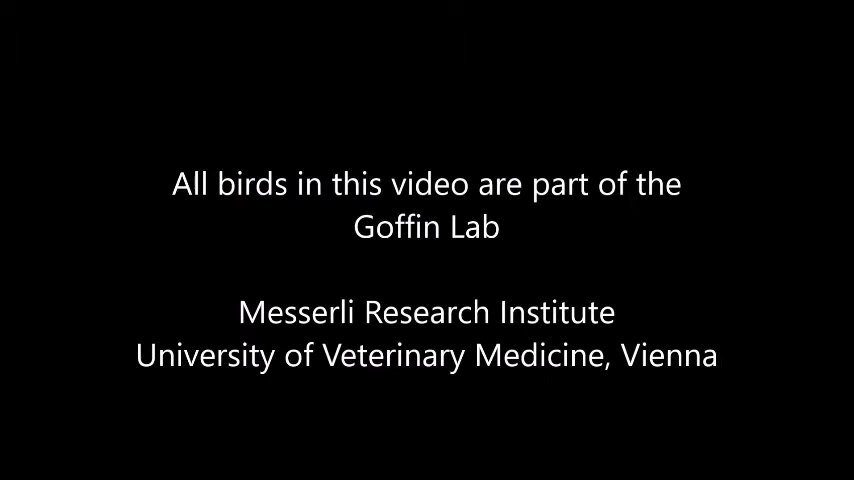 All birds in this video are part of the
Goffin Lab
Messerli Research Institute
University of Veterinary Medicine, Vienna